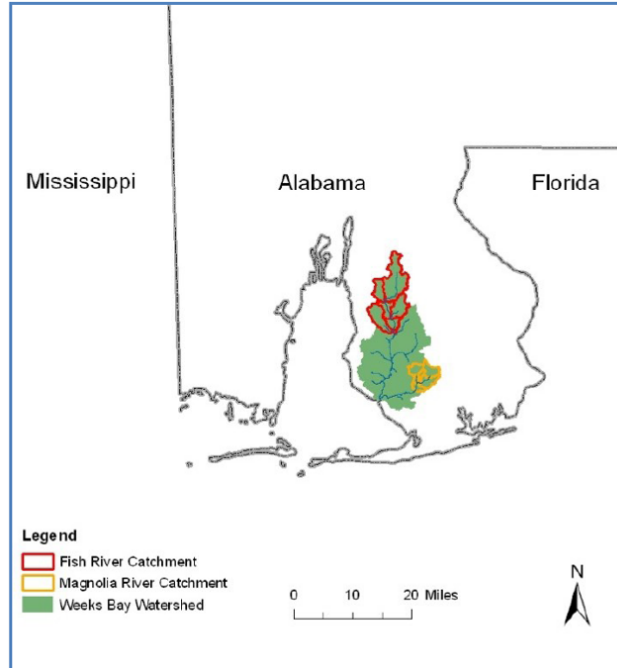 Mississippi
Alabama
Florida
Legend
Fish River Catchment
Magnolia River Catchment
Weeks Bay Watershed
0 10 20 Miles
N